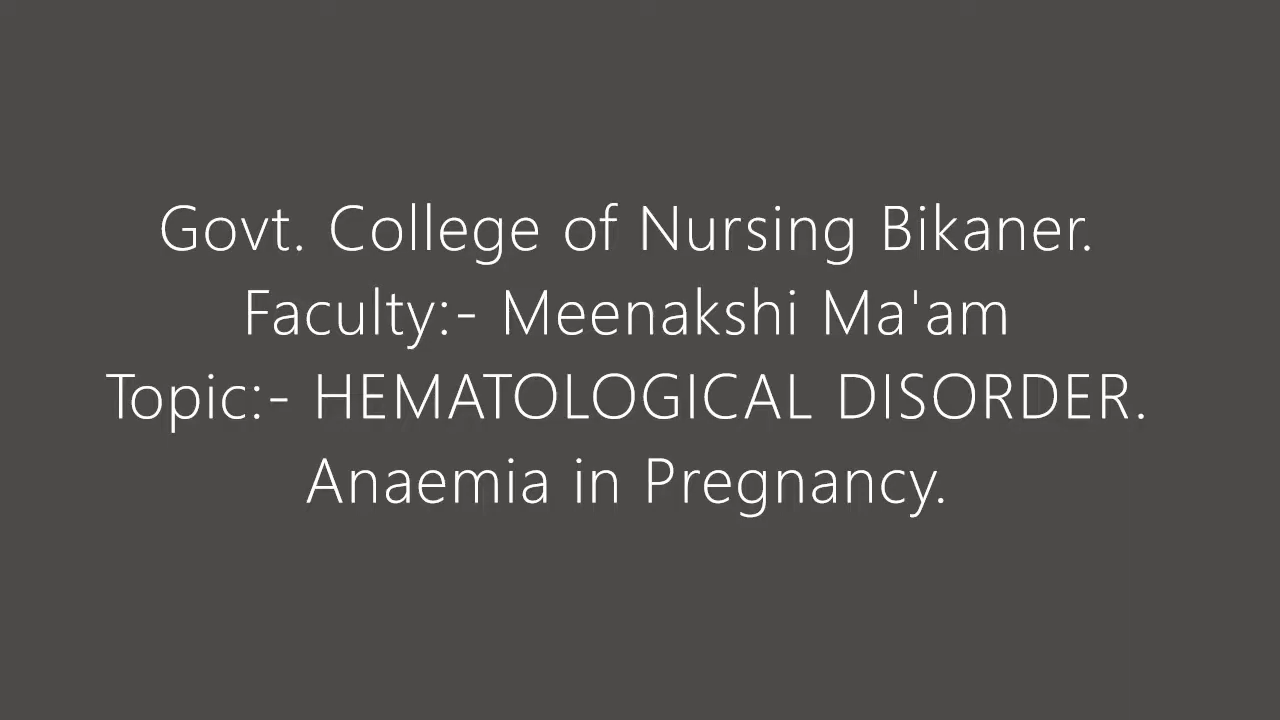 Govt. College of Nursing Bikaner.
Faculty:- Meenakshi Ma'am
Topic:- HEMATOLOGICAL DISORDER.
Anaemia in Pregnancy.